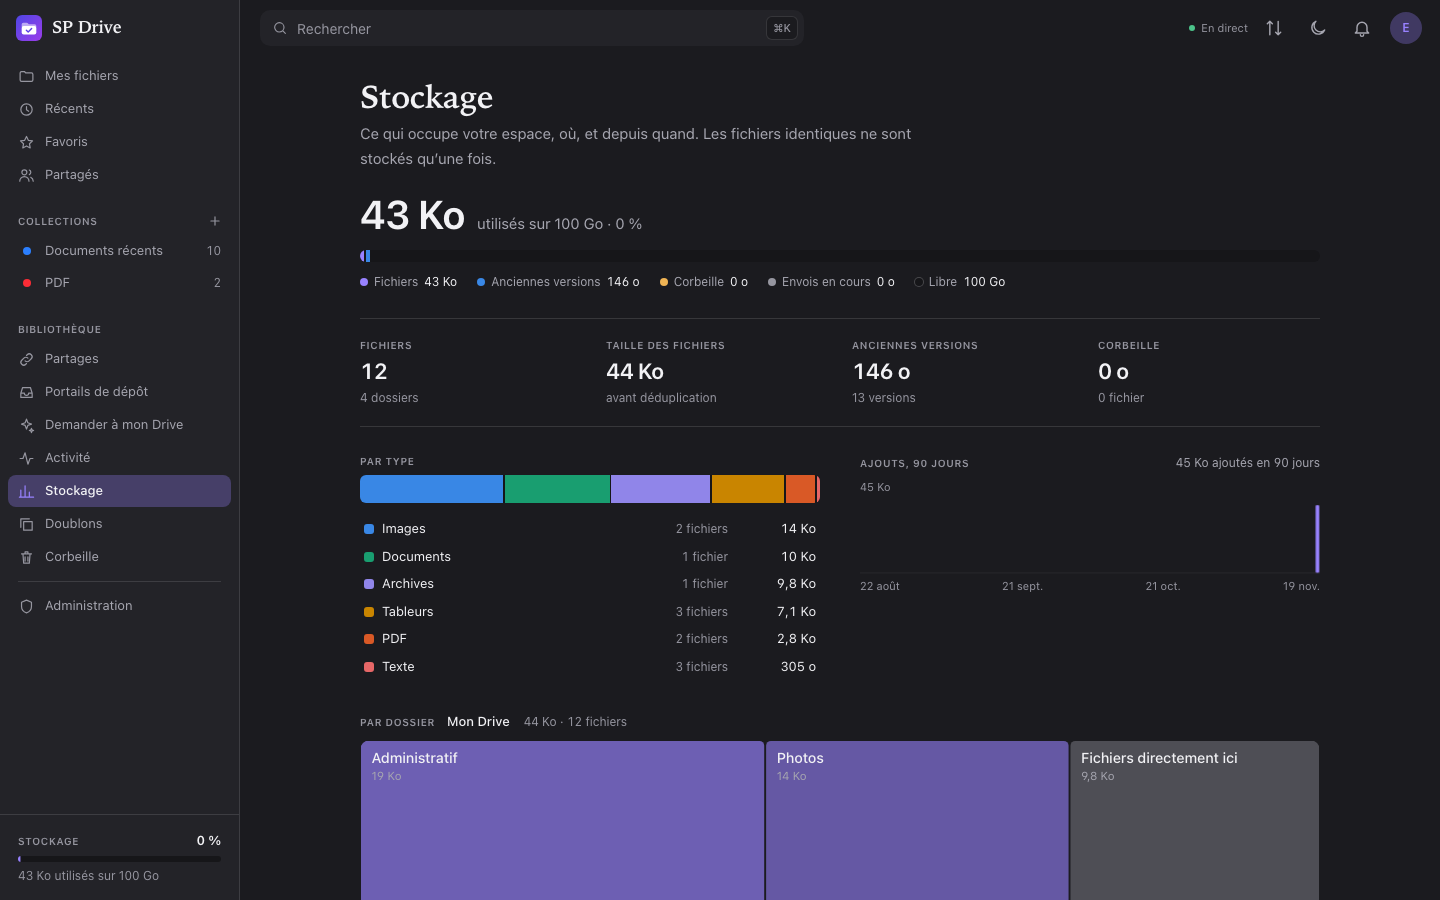 SP Drive
Rechercher
⌘K
En direct
E
Mes fichiers
Récents
Favoris
Partagés
COLLECTIONS
Documents récents 10
PDF 2
BIBLIOTHÈQUE
Partages
Portails de dépôt
Demander à mon Drive
Activité
Stockage
Doublons
Corbeille
Administration
STOCKAGE 0 %
43 Ko utilisés sur 100 Go
Stockage
Ce qui occupe votre espace, où, et depuis quand. Les fichiers identiques ne sont
stockés qu’une fois.
43 Ko utilisés sur 100 Go · 0 %
Fichiers 43 Ko Anciennes versions 146 o Corbeille 0 o Envois en cours 0 o Libre 100 Go
FICHIERS
12
4 dossiers
TAILLE DES FICHIERS
44 Ko
avant déduplication
ANCIENNES VERSIONS
146 o
13 versions
CORBEILLE
0 o
0 fichier
PAR TYPE
Images 2 fichiers 14 Ko
Documents 1 fichier 10 Ko
Archives 1 fichier 9,8 Ko
Tableurs 3 fichiers 7,1 Ko
PDF 2 fichiers 2,8 Ko
Texte 3 fichiers 305 o
AJOUTS, 90 JOURS 45 Ko ajoutés en 90 jours
45 Ko
22 août 21 sept. 21 oct. 19 nov.
PAR DOSSIER Mon Drive 44 Ko · 12 fichiers
Administratif
19 Ko
Photos
14 Ko
Fichiers directement ici
9,8 Ko